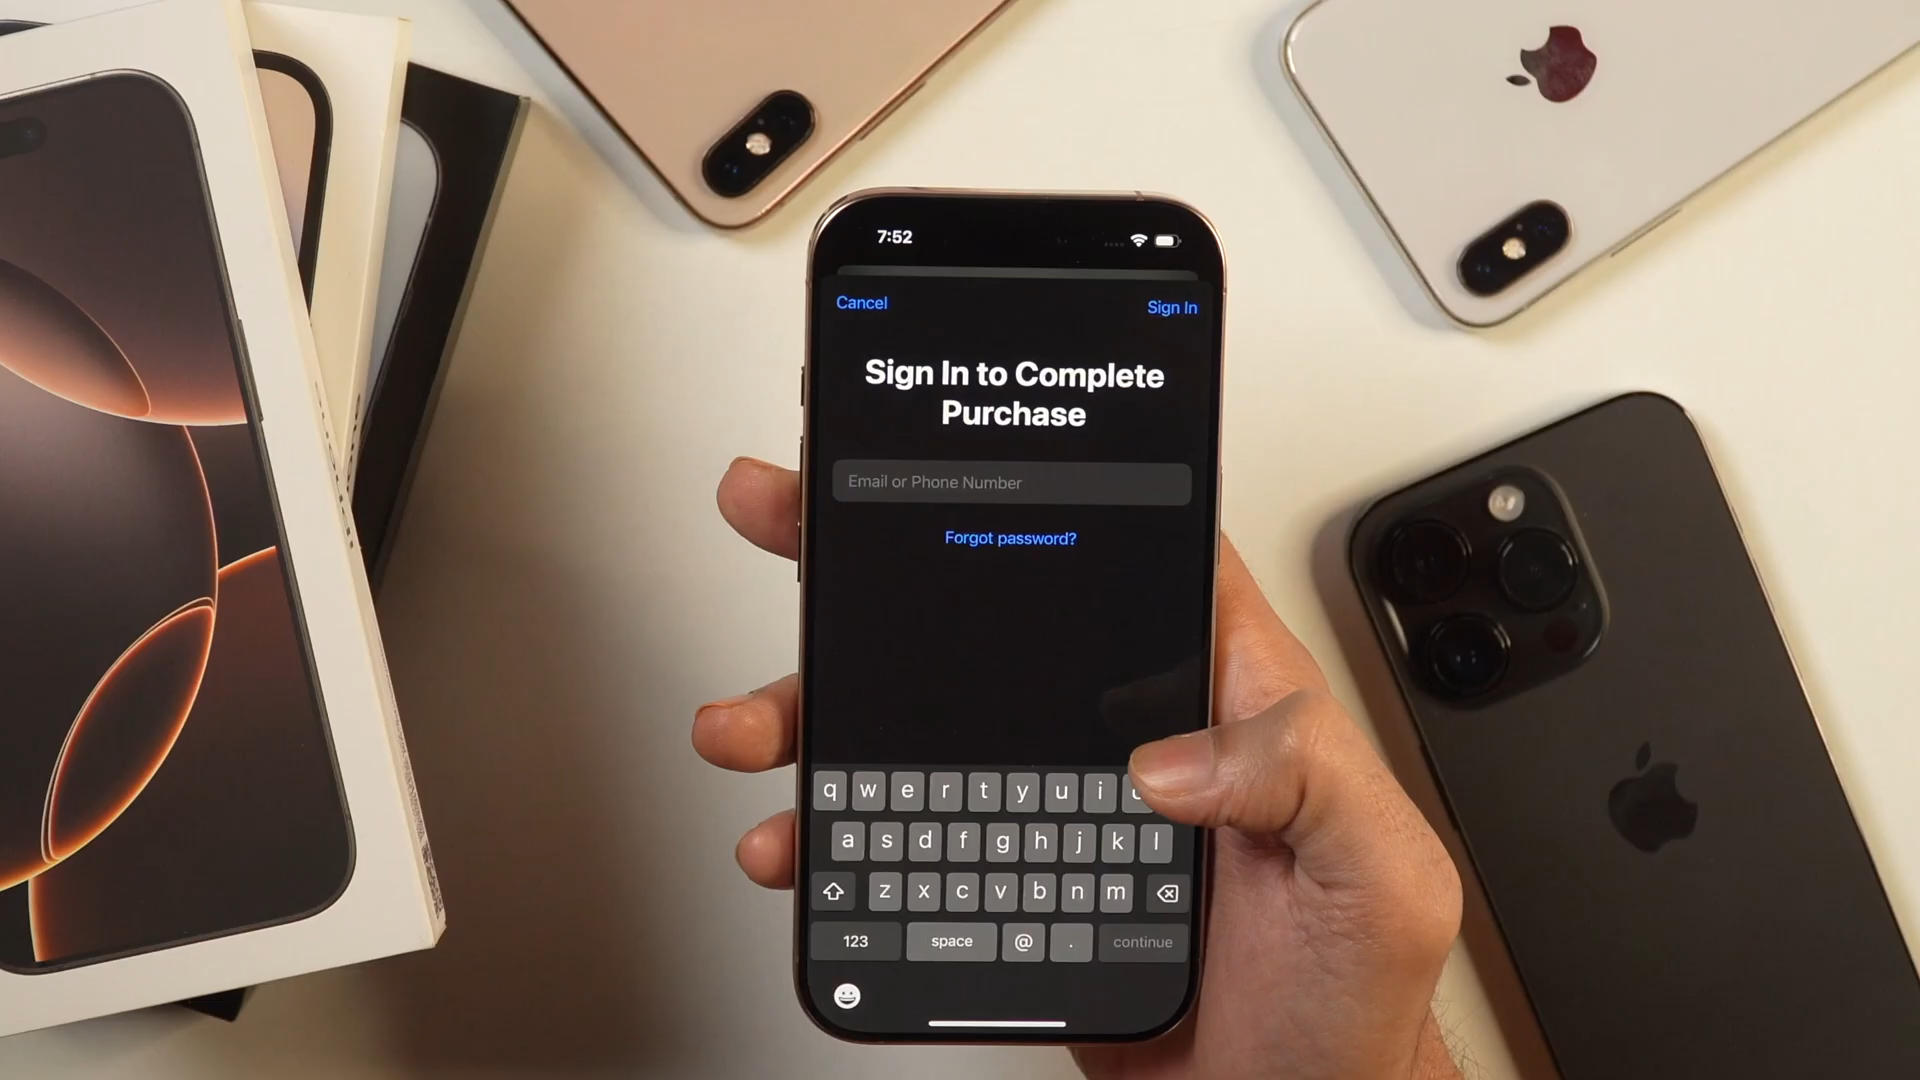 7:52
Cancel
Sign In
Sign In to Complete
Purchase
Email or Phone Number
Forgot password?
q w e r t y u i
a s d f g h j k l
z x c v b n m
123 space @ . continue